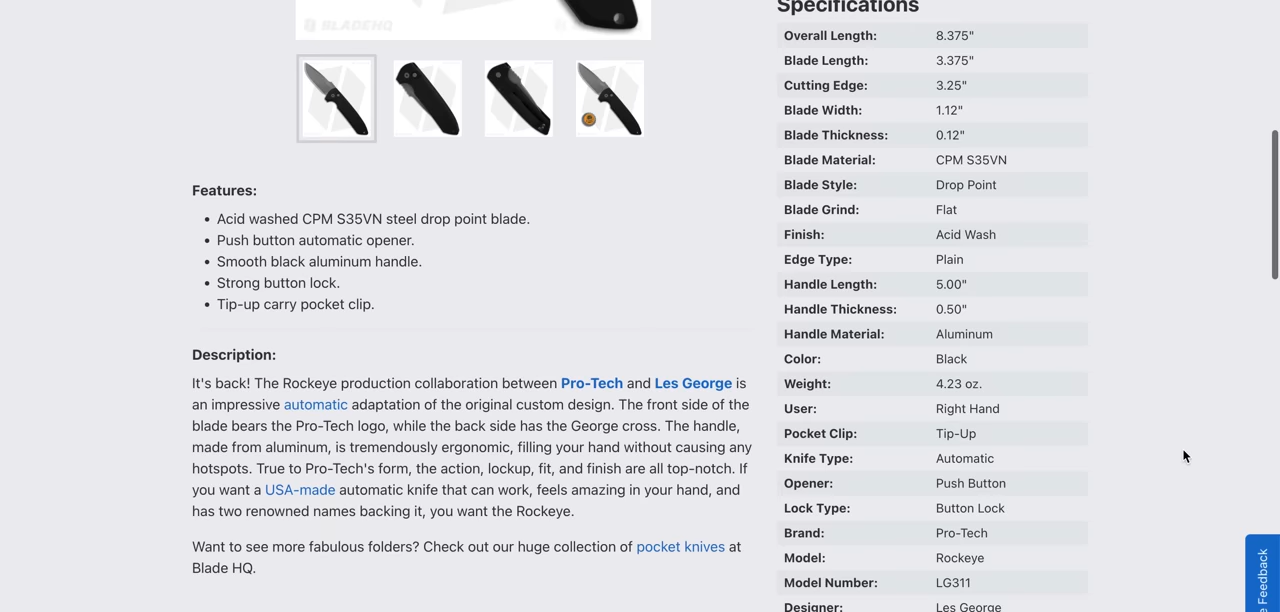 BLADEHQ
Features:
Acid washed CPM S35VN steel drop point blade.
Push button automatic opener.
Smooth black aluminum handle.
Strong button lock.
Tip-up carry pocket clip.
Description:
It's back! The Rockeye production collaboration between Pro-Tech and Les George is
an impressive automatic adaptation of the original custom design. The front side of the
blade bears the Pro-Tech logo, while the back side has the George cross. The handle,
made from aluminum, is tremendously ergonomic, filling your hand without causing any
hotspots. True to Pro-Tech's form, the action, lockup, fit, and finish are all top-notch. If
you want a USA-made automatic knife that can work, feels amazing in your hand, and
has two renowned names backing it, you want the Rockeye.
Want to see more fabulous folders? Check out our huge collection of pocket knives at
Blade HQ.
Specifications
Overall Length: 8.375"
Blade Length: 3.375"
Cutting Edge: 3.25"
Blade Width: 1.12"
Blade Thickness: 0.12"
Blade Material: CPM S35VN
Blade Style: Drop Point
Blade Grind: Flat
Finish: Acid Wash
Edge Type: Plain
Handle Length: 5.00"
Handle Thickness: 0.50"
Handle Material: Aluminum
Color: Black
Weight: 4.23 oz.
User: Right Hand
Pocket Clip: Tip-Up
Knife Type: Automatic
Opener: Push Button
Lock Type: Button Lock
Brand: Pro-Tech
Model: Rockeye
Model Number: LG311
Designer: Les George
Feedback